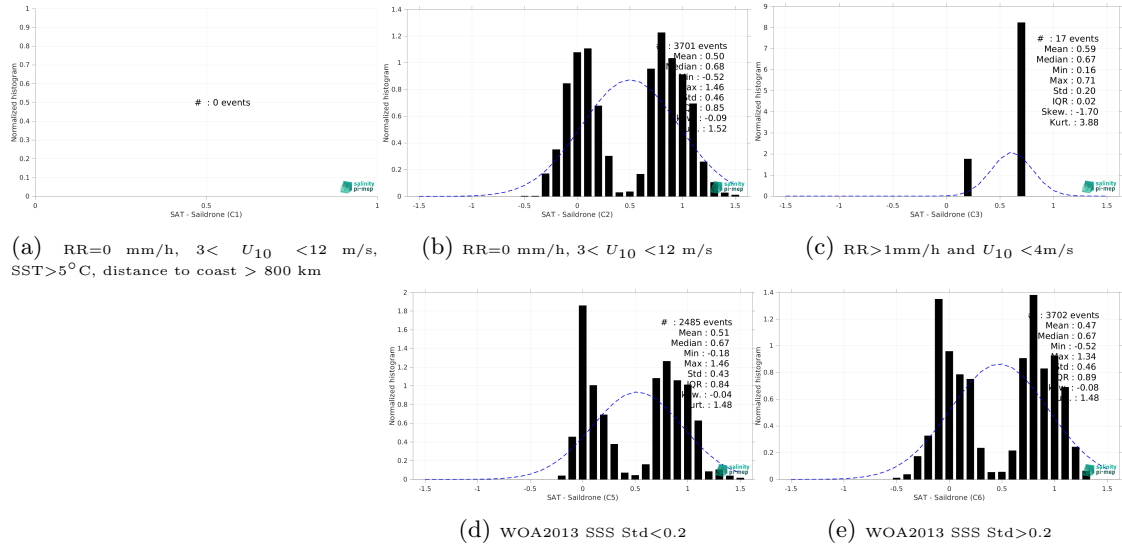 1
0.9
0.8
0.7
0.6
0.5
0.4
0.3
0.2
0.1
0
Normalized histogram
# : 0 events
salinity
pi-mep
0 0.5 1
SAT - Saildrone (C1)
(a) RR=0 mm/h, 3< U10 <12 m/s,
SST>5°C, distance to coast > 800 km
1.4
1.2
1
0.8
0.6
0.4
0.2
0
Normalized histogram
# : 3701 events
Mean : 0.50
Median : 0.68
Min : -0.52
Max : 1.46
Std : 0.46
IQR : 0.85
Skew. : -0.09
Kurt. : 1.52
salinity
pi-mep
-1.5 -1 -0.5 0 0.5 1 1.5
SAT - Saildrone (C2)
(b) RR=0 mm/h, 3< U10 <12 m/s
9
8
7
6
5
4
3
2
1
0
Normalized histogram
# : 17 events
Mean : 0.59
Median : 0.67
Min : 0.16
Max : 0.71
Std : 0.20
IQR : 0.02
Skew. : -1.70
Kurt. : 3.88
salinity
pi-mep
-1.5 -1 -0.5 0 0.5 1 1.5
SAT - Saildrone (C3)
(c) RR>1mm/h and U10 <4m/s
2
1.8
1.6
1.4
1.2
1
0.8
0.6
0.4
0.2
0
Normalized histogram
# : 2485 events
Mean : 0.51
Median : 0.67
Min : -0.18
Max : 1.46
Std : 0.43
IQR : 0.84
Skew. : -0.04
Kurt. : 1.48
salinity
pi-mep
-1.5 -1 -0.5 0 0.5 1 1.5
SAT - Saildrone (C5)
(d) WOA2013 SSS Std<0.2
1.4
1.2
1
0.8
0.6
0.4
0.2
0
Normalized histogram
# : 3702 events
Mean : 0.47
Median : 0.67
Min : -0.52
Max : 1.34
Std : 0.46
IQR : 0.89
Skew. : -0.08
Kurt. : 1.48
salinity
pi-mep
-1.5 -1 -0.5 0 0.5 1 1.5
SAT - Saildrone (C6)
(e) WOA2013 SSS Std>0.2